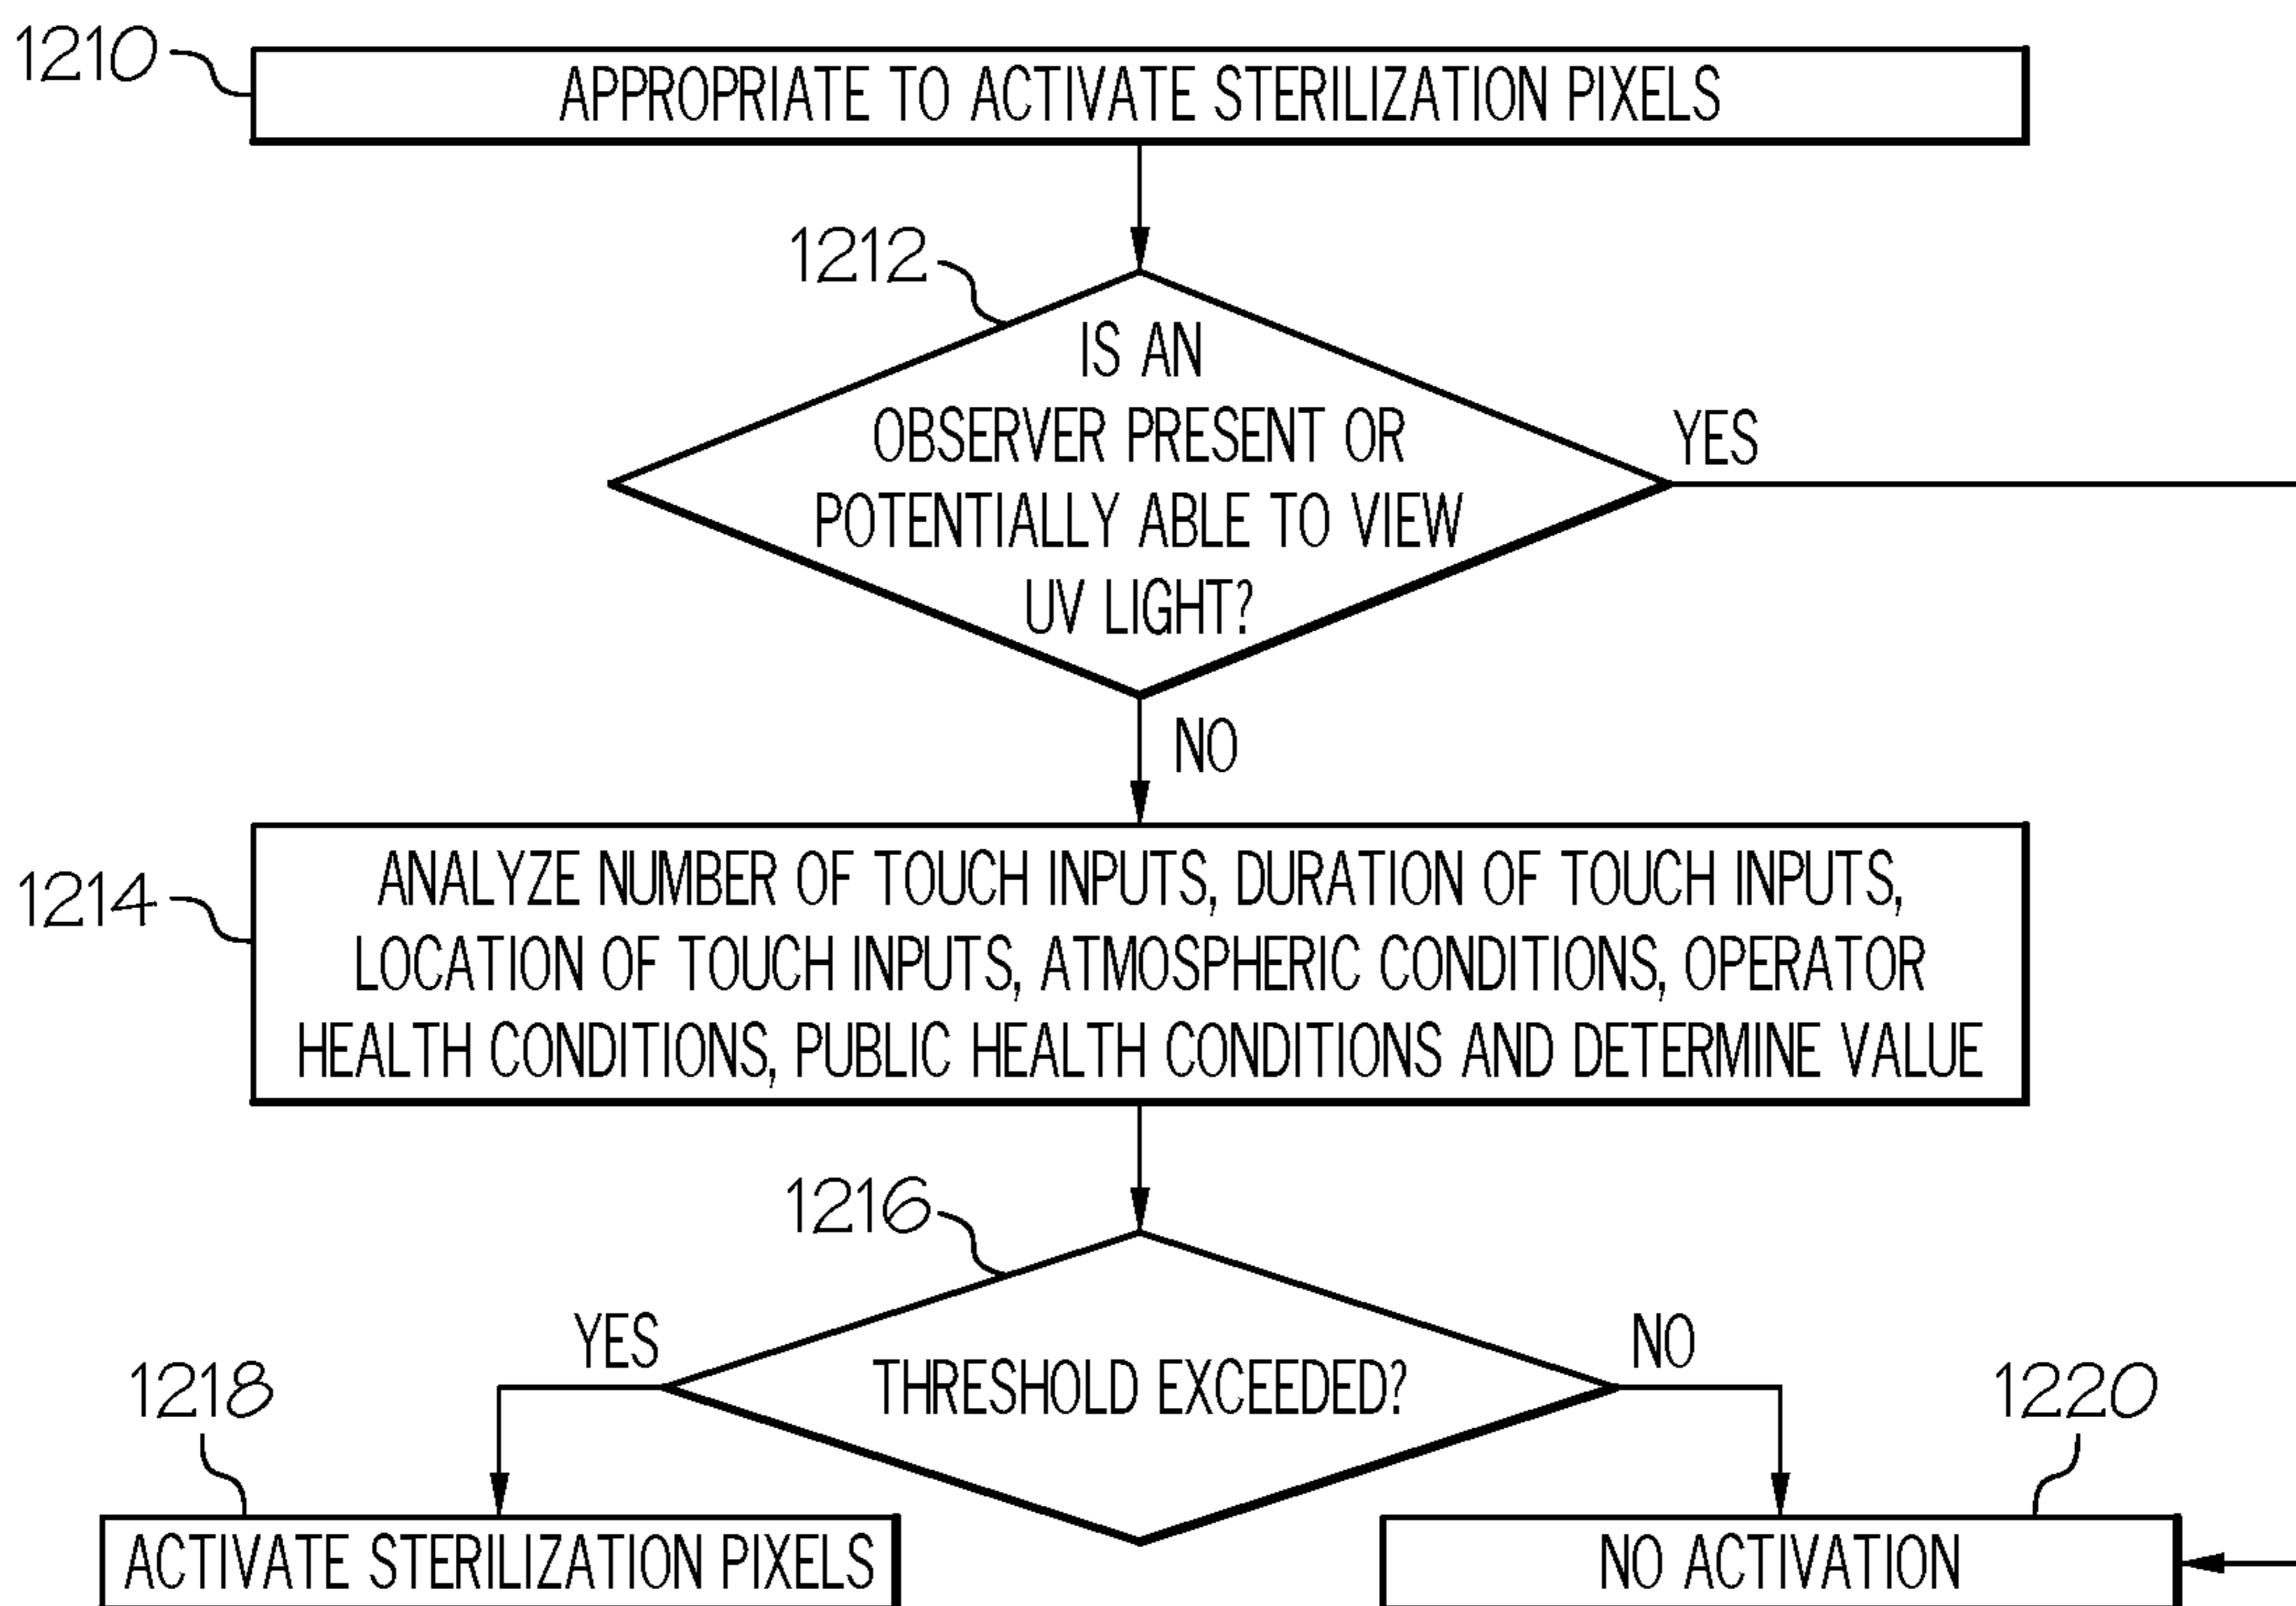 1210
APPROPRIATE TO ACTIVATE STERILIZATION PIXELS
1212
IS AN
OBSERVER PRESENT OR
POTENTIALLY ABLE TO VIEW
UV LIGHT?
YES
NO
1214
ANALYZE NUMBER OF TOUCH INPUTS, DURATION OF TOUCH INPUTS,
LOCATION OF TOUCH INPUTS, ATMOSPHERIC CONDITIONS, OPERATOR
HEALTH CONDITIONS, PUBLIC HEALTH CONDITIONS AND DETERMINE VALUE
1216
THRESHOLD EXCEEDED?
YES
NO
1218
ACTIVATE STERILIZATION PIXELS
1220
NO ACTIVATION